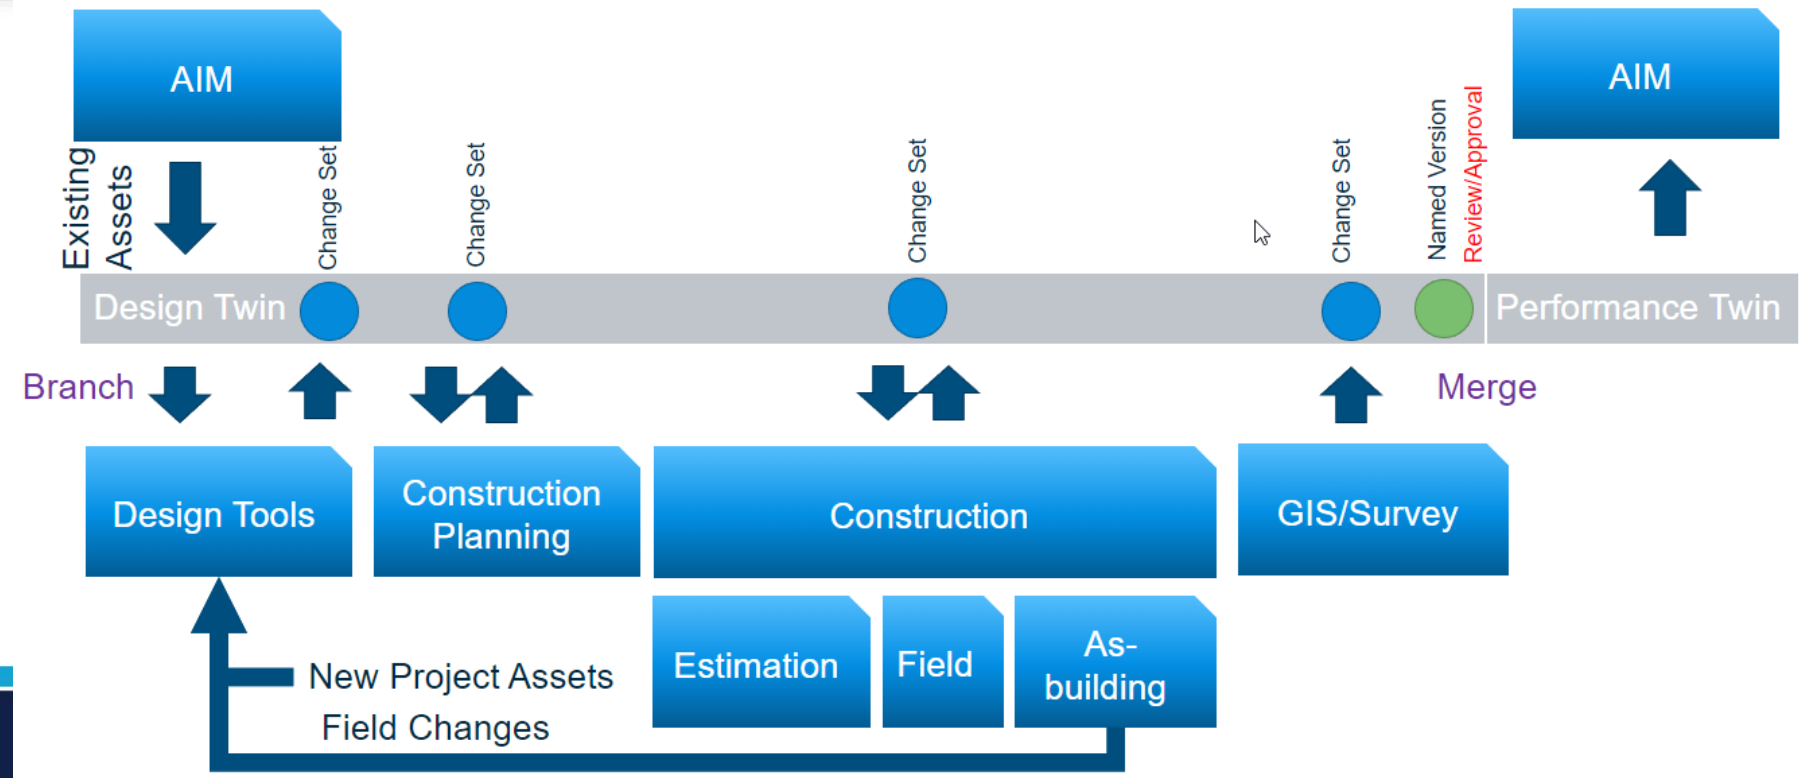 AIM
AIM
Existing
Assets
Change Set
Change Set
Change Set
Change Set
Named Version
Review/Approval
Design Twin
Performance Twin
Branch
Merge
Design Tools
Construction
Planning
Construction
GIS/Survey
Estimation
Field
As-
building
New Project Assets
Field Changes